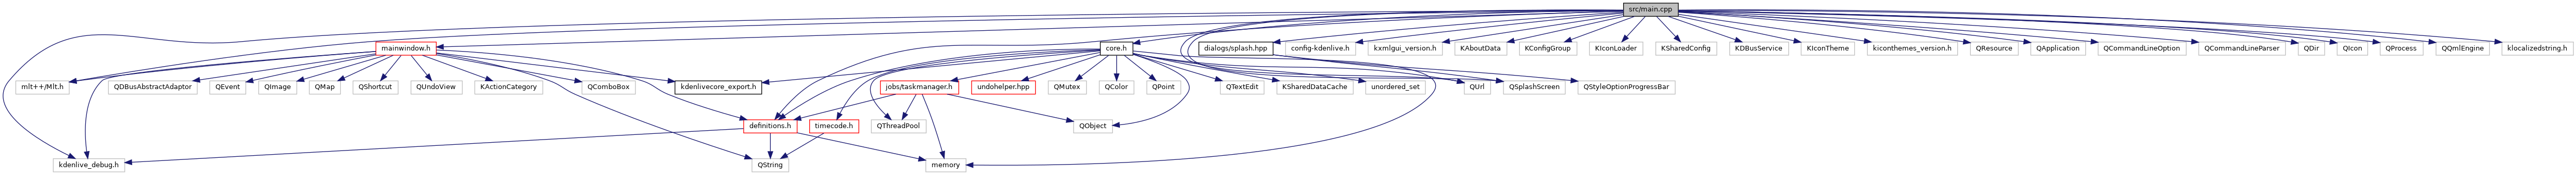 src/main.cpp
mainwindow.h
core.h
dialogs/splash.hpp
config-kdenlive.h
kxmlgui_version.h
KAboutData
KConfigGroup
KIconLoader
KSharedConfig
KDBusService
KIconTheme
kiconthemes_version.h
QResource
QApplication
QCommandLineOption
QCommandLineParser
QDir
QIcon
QProcess
QQmlEngine
klocalizedstring.h
mlt++/Mlt.h
QDBusAbstractAdaptor
QEvent
QImage
QMap
QShortcut
QUndoView
KActionCategory
QComboBox
kdenlivecore_export.h
jobs/taskmanager.h
undohelper.hpp
QMutex
QColor
QPoint
QTextEdit
KSharedDataCache
unordered_set
QUrl
QSplashScreen
QStyleOptionProgressBar
definitions.h
timecode.h
QThreadPool
QObject
kdenlive_debug.h
QString
memory